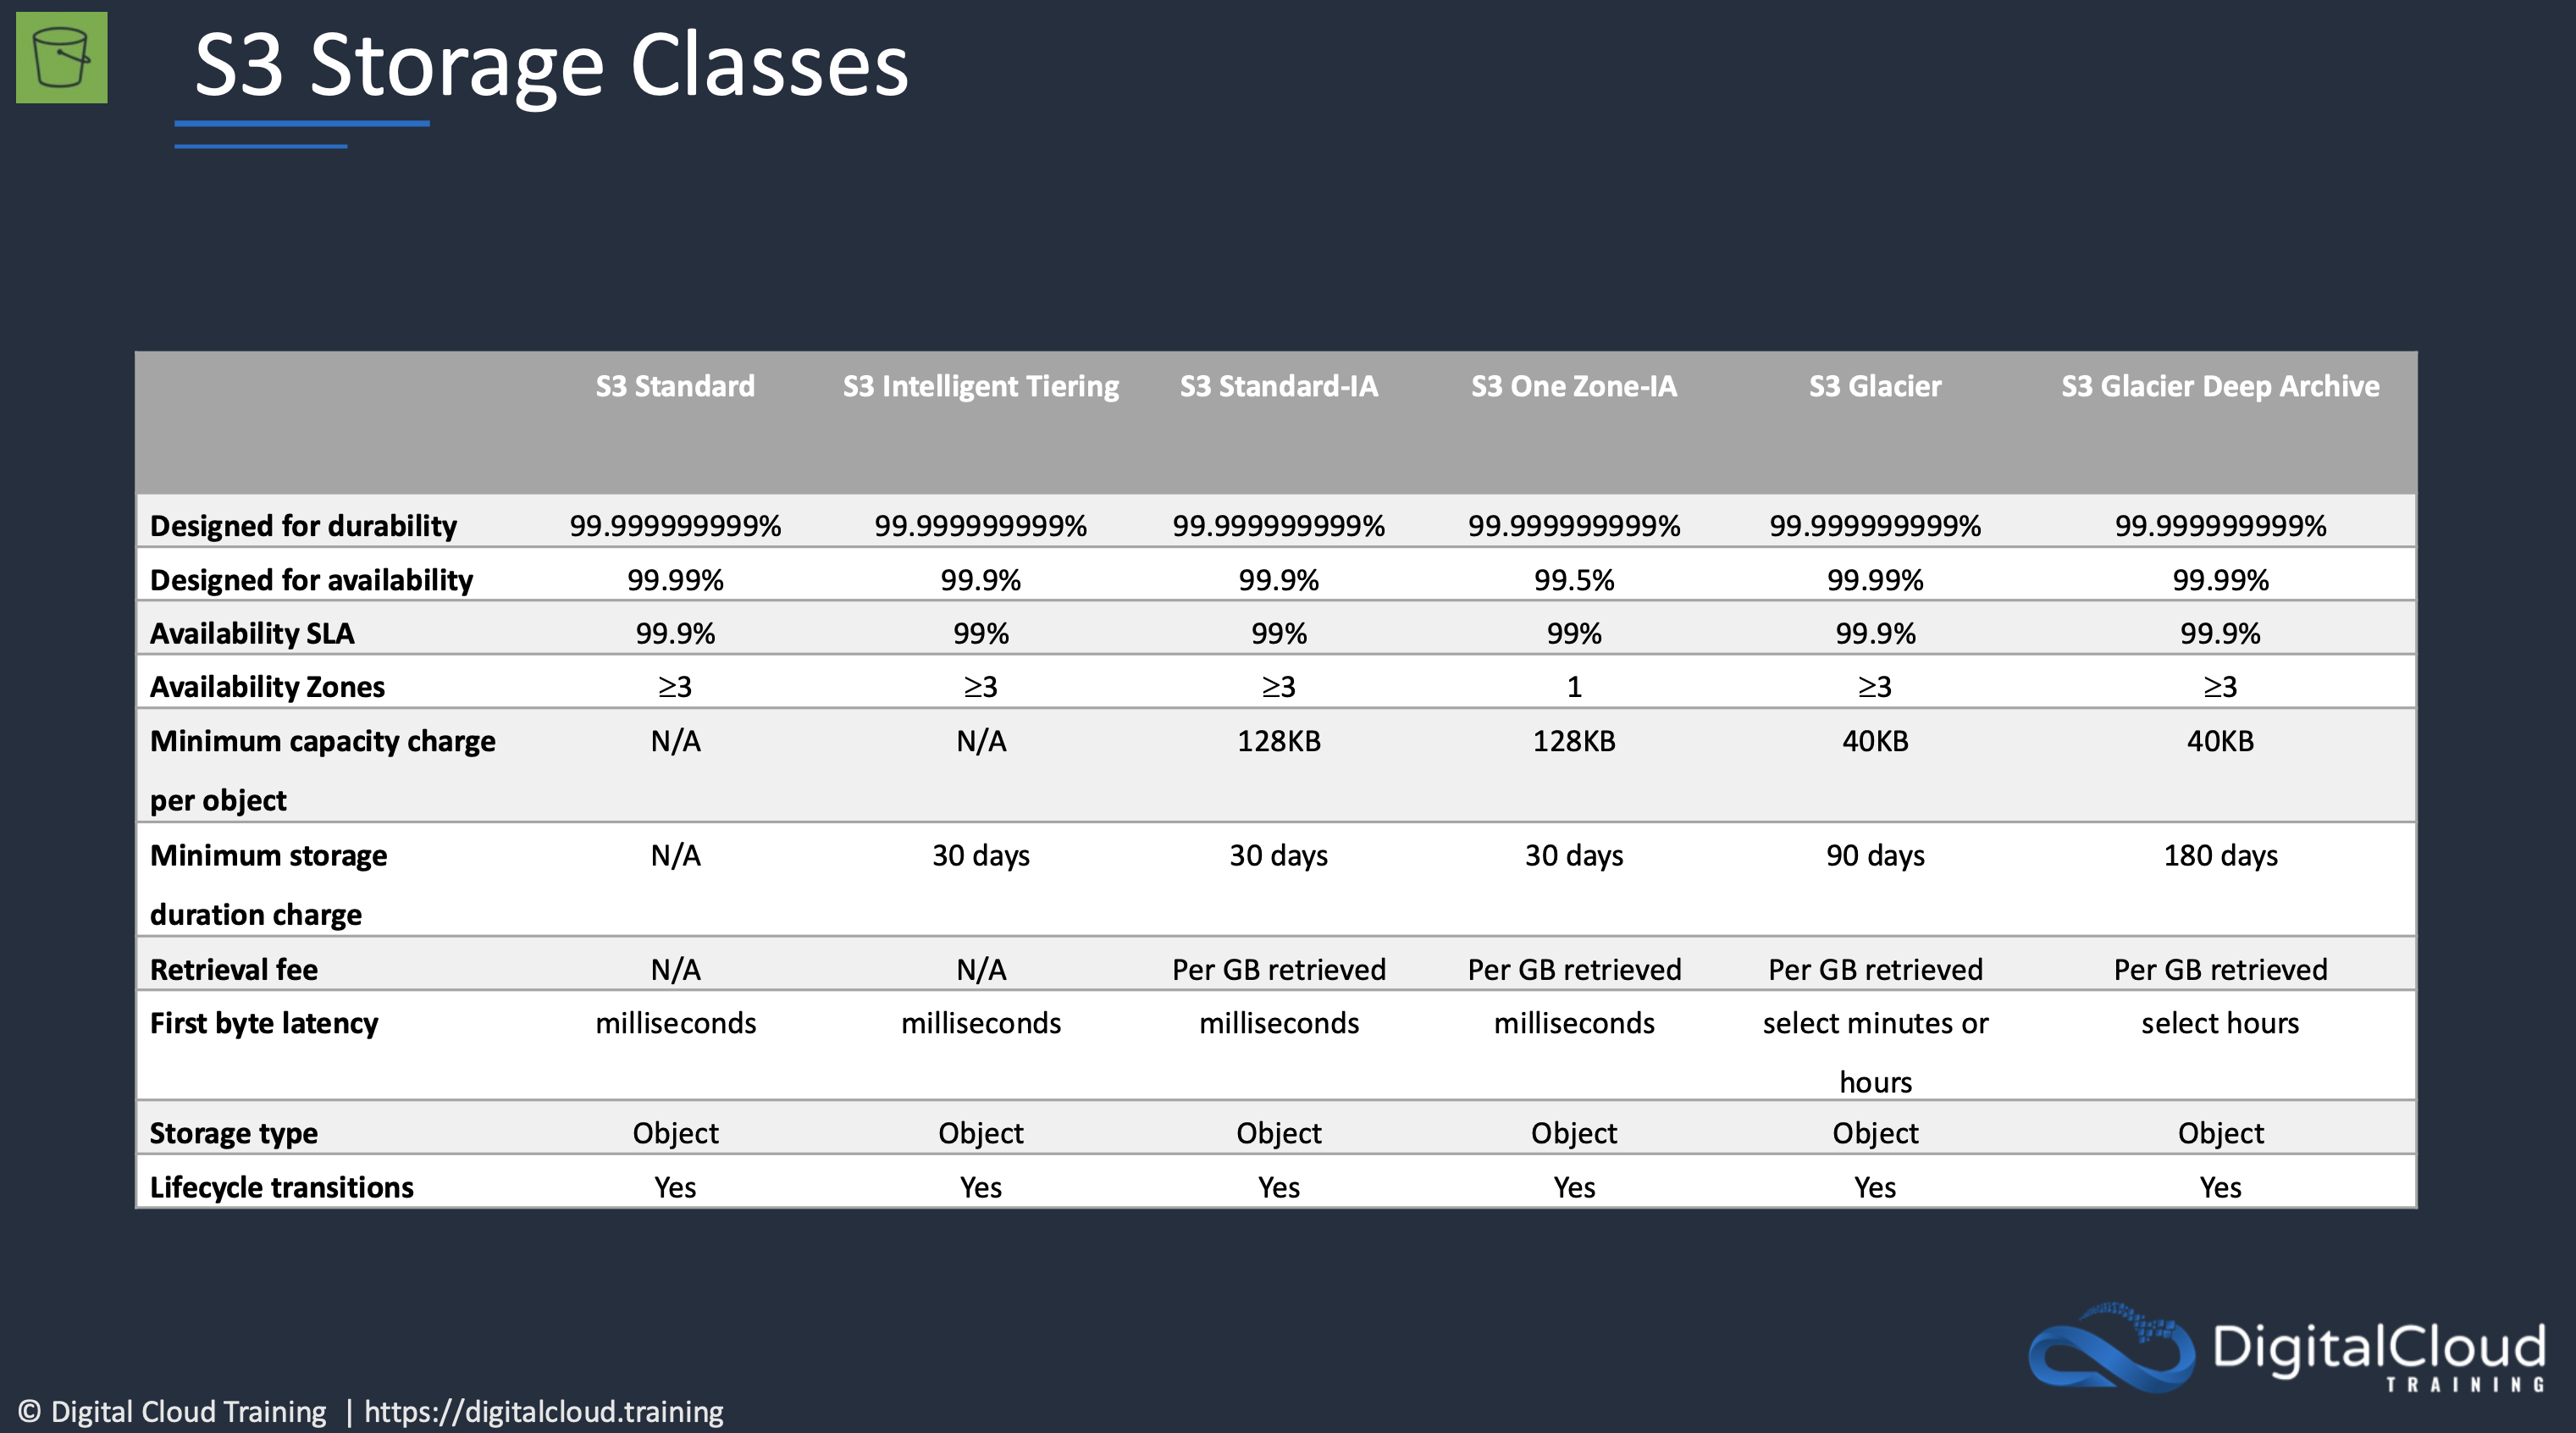 S3 Storage Classes
S3 Standard S3 Intelligent Tiering S3 Standard-IA S3 One Zone-IA S3 Glacier S3 Glacier Deep Archive
Designed for durability 99.999999999% 99.999999999% 99.999999999% 99.999999999% 99.999999999% 99.999999999%
Designed for availability 99.99% 99.9% 99.9% 99.5% 99.99% 99.99%
Availability SLA 99.9% 99% 99% 99% 99.9% 99.9%
Availability Zones ≥3 ≥3 ≥3 1 ≥3 ≥3
Minimum capacity charge N/A N/A 128KB 128KB 40KB 40KB
per object
Minimum storage N/A 30 days 30 days 30 days 90 days 180 days
duration charge
Retrieval fee N/A N/A Per GB retrieved Per GB retrieved Per GB retrieved Per GB retrieved
First byte latency milliseconds milliseconds milliseconds milliseconds select minutes or select hours
hours
Storage type Object Object Object Object Object Object
Lifecycle transitions Yes Yes Yes Yes Yes Yes
DigitalCloud
TRAINING
© Digital Cloud Training | https://digitalcloud.training